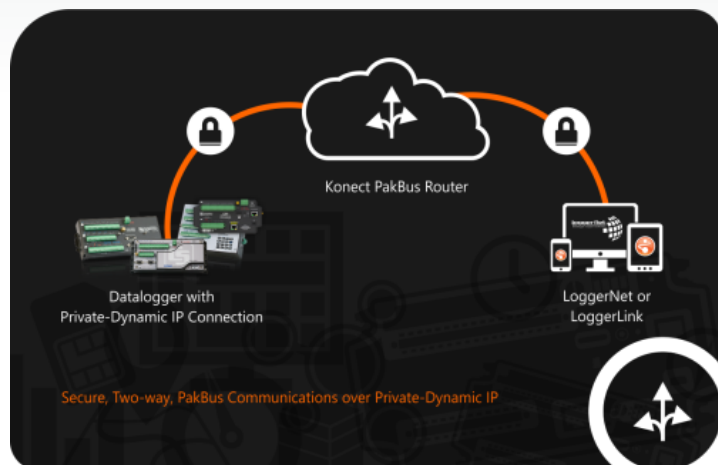 Konect PakBus Router
Datalogger with
Private-Dynamic IP Connection
LoggerNet or
LoggerLink
Secure, Two-way, PakBus Communications over Private-Dynamic IP